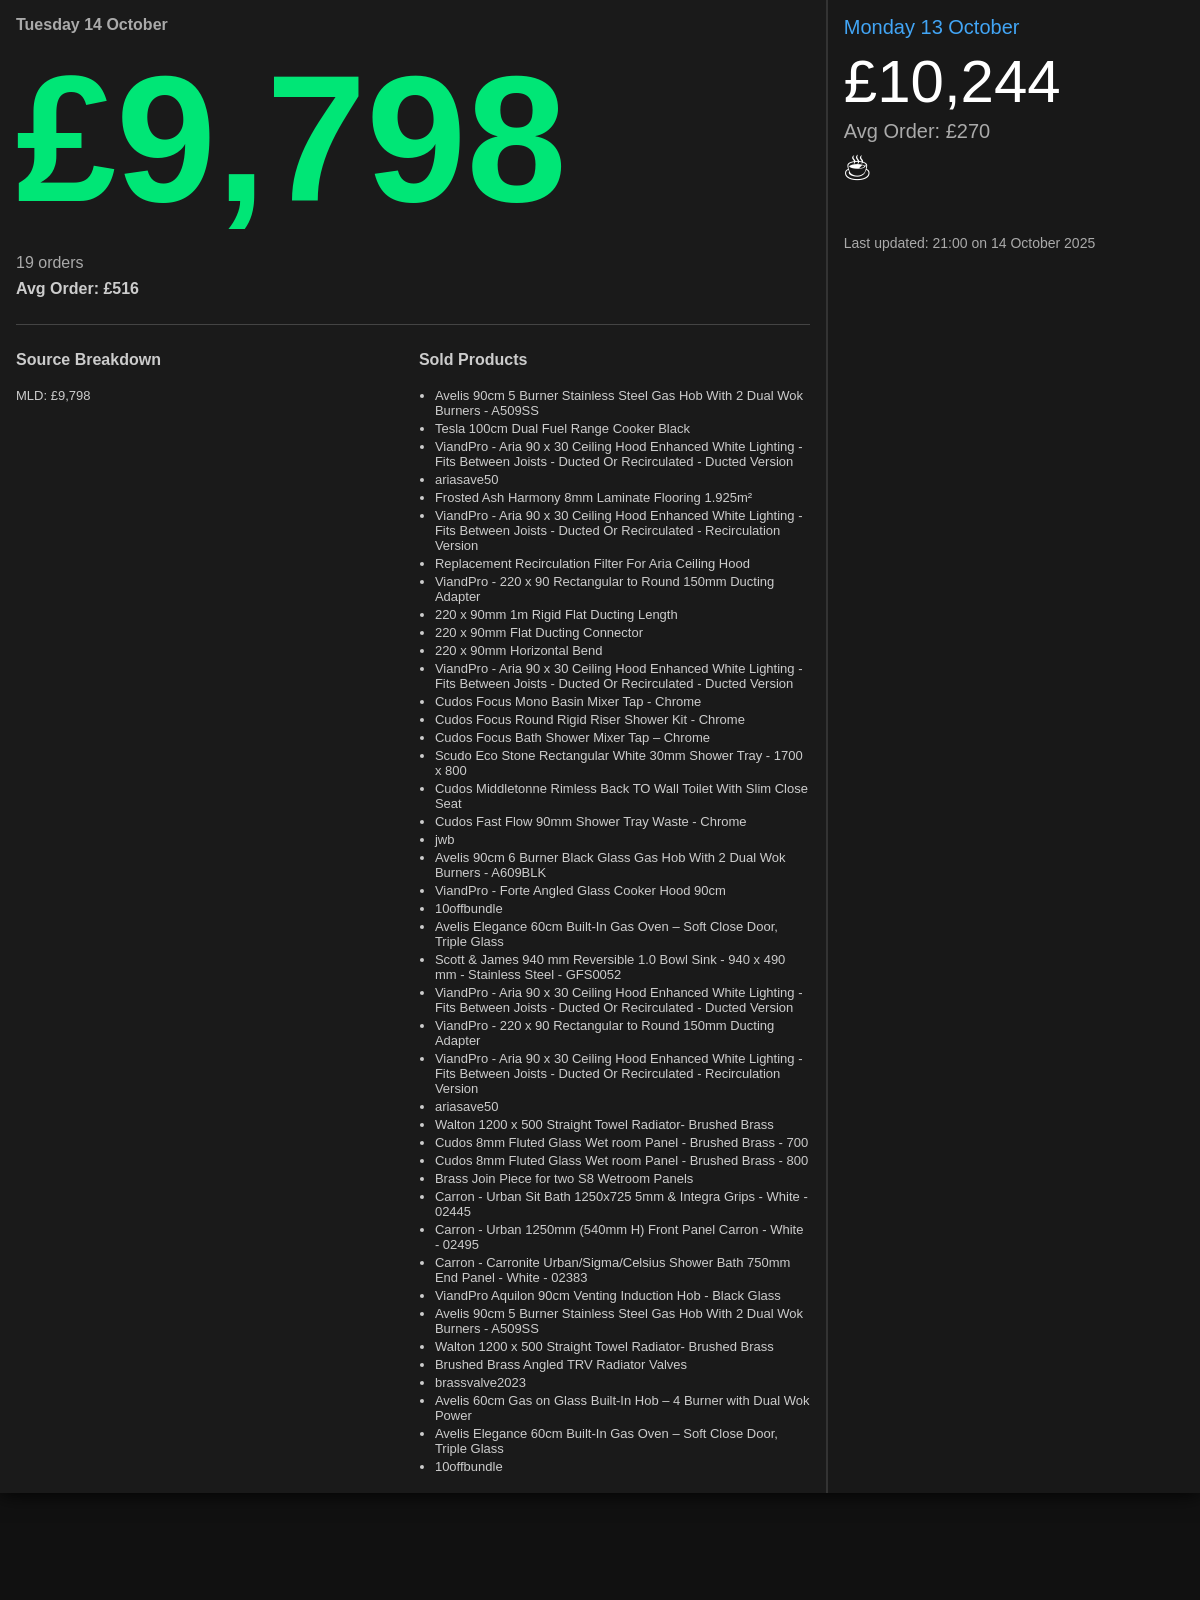 Tuesday 14 October
£9,798
19 orders
Avg Order: £516
Source Breakdown
MLD: £9,798
Sold Products
Avelis 90cm 5 Burner Stainless Steel Gas Hob With 2 Dual Wok
Burners - A509SS
Tesla 100cm Dual Fuel Range Cooker Black
ViandPro - Aria 90 x 30 Ceiling Hood Enhanced White Lighting -
Fits Between Joists - Ducted Or Recirculated - Ducted Version
ariasave50
Frosted Ash Harmony 8mm Laminate Flooring 1.925m²
ViandPro - Aria 90 x 30 Ceiling Hood Enhanced White Lighting -
Fits Between Joists - Ducted Or Recirculated - Recirculation
Version
Replacement Recirculation Filter For Aria Ceiling Hood
ViandPro - 220 x 90 Rectangular to Round 150mm Ducting
Adapter
220 x 90mm 1m Rigid Flat Ducting Length
220 x 90mm Flat Ducting Connector
220 x 90mm Horizontal Bend
ViandPro - Aria 90 x 30 Ceiling Hood Enhanced White Lighting -
Fits Between Joists - Ducted Or Recirculated - Ducted Version
Cudos Focus Mono Basin Mixer Tap - Chrome
Cudos Focus Round Rigid Riser Shower Kit - Chrome
Cudos Focus Bath Shower Mixer Tap – Chrome
Scudo Eco Stone Rectangular White 30mm Shower Tray - 1700
x 800
Cudos Middletonne Rimless Back TO Wall Toilet With Slim Close
Seat
Cudos Fast Flow 90mm Shower Tray Waste - Chrome
jwb
Avelis 90cm 6 Burner Black Glass Gas Hob With 2 Dual Wok
Burners - A609BLK
ViandPro - Forte Angled Glass Cooker Hood 90cm
10offbundle
Avelis Elegance 60cm Built-In Gas Oven – Soft Close Door,
Triple Glass
Scott & James 940 mm Reversible 1.0 Bowl Sink - 940 x 490
mm - Stainless Steel - GFS0052
ViandPro - Aria 90 x 30 Ceiling Hood Enhanced White Lighting -
Fits Between Joists - Ducted Or Recirculated - Ducted Version
ViandPro - 220 x 90 Rectangular to Round 150mm Ducting
Adapter
ViandPro - Aria 90 x 30 Ceiling Hood Enhanced White Lighting -
Fits Between Joists - Ducted Or Recirculated - Recirculation
Version
ariasave50
Walton 1200 x 500 Straight Towel Radiator- Brushed Brass
Cudos 8mm Fluted Glass Wet room Panel - Brushed Brass - 700
Cudos 8mm Fluted Glass Wet room Panel - Brushed Brass - 800
Brass Join Piece for two S8 Wetroom Panels
Carron - Urban Sit Bath 1250x725 5mm & Integra Grips - White -
02445
Carron - Urban 1250mm (540mm H) Front Panel Carron - White
- 02495
Carron - Carronite Urban/Sigma/Celsius Shower Bath 750mm
End Panel - White - 02383
ViandPro Aquilon 90cm Venting Induction Hob - Black Glass
Avelis 90cm 5 Burner Stainless Steel Gas Hob With 2 Dual Wok
Burners - A509SS
Walton 1200 x 500 Straight Towel Radiator- Brushed Brass
Brushed Brass Angled TRV Radiator Valves
brassvalve2023
Avelis 60cm Gas on Glass Built-In Hob – 4 Burner with Dual Wok
Power
Avelis Elegance 60cm Built-In Gas Oven – Soft Close Door,
Triple Glass
10offbundle
Monday 13 October
£10,244
Avg Order: £270
☕
Last updated: 21:00 on 14 October 2025